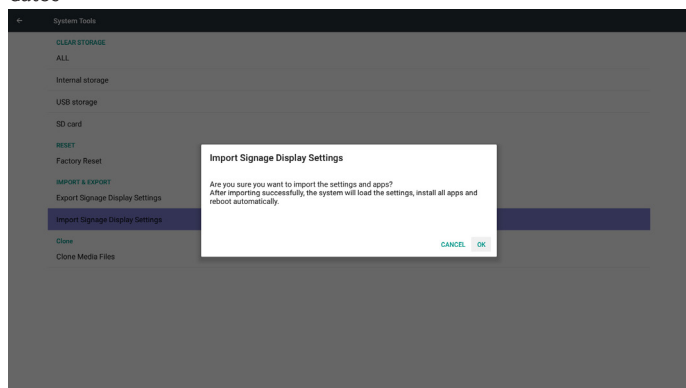 System Tools
CLEAR STORAGE
ALL
Internal storage
USB storage
SD card
RESET
Factory Reset
IMPORT & EXPORT
Export Signage Display Settings
Import Signage Display Settings
Clone
Clone Media Files
Import Signage Display Settings
Are you sure you want to import the settings and apps?
After importing successfully, the system will load the settings, install all apps and
reboot automatically.
CANCEL OK